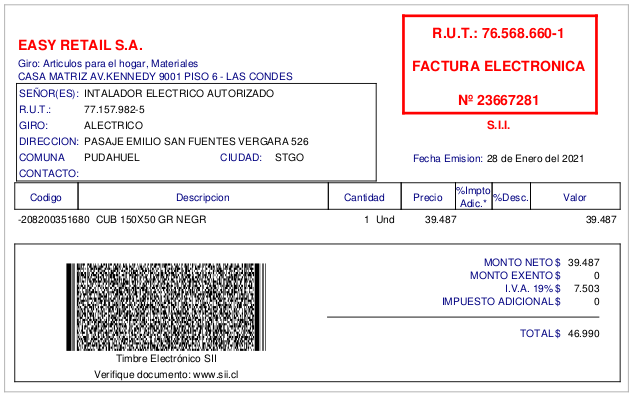 EASY RETAIL S.A.
Giro: Articulos para el hogar, Materiales
CASA MATRIZ AV.KENNEDY 9001 PISO 6 - LAS CONDES
R.U.T.: 76.568.660-1
FACTURA ELECTRONICA
Nº 23667281
S.I.I.
SEÑOR(ES): INTALADOR ELECTRICO AUTORIZADO
R.U.T.: 77.157.982-5
GIRO: ALECTRICO
DIRECCION: PASAJE EMILIO SAN FUENTES VERGARA 526
COMUNA PUDAHUEL CIUDAD: STGO
CONTACTO:
Fecha Emision: 28 de Enero del 2021
Codigo Descripcion Cantidad Precio %Impto Adic.* %Desc. Valor
-208200351680 CUB 150X50 GR NEGR 1 Und 39.487 39.487
MONTO NETO $ 39.487
MONTO EXENTO $ 0
I.V.A. 19% $ 7.503
IMPUESTO ADICIONAL $ 0
TOTAL $ 46.990
Timbre Electrónico SII
Verifique documento: www.sii.cl